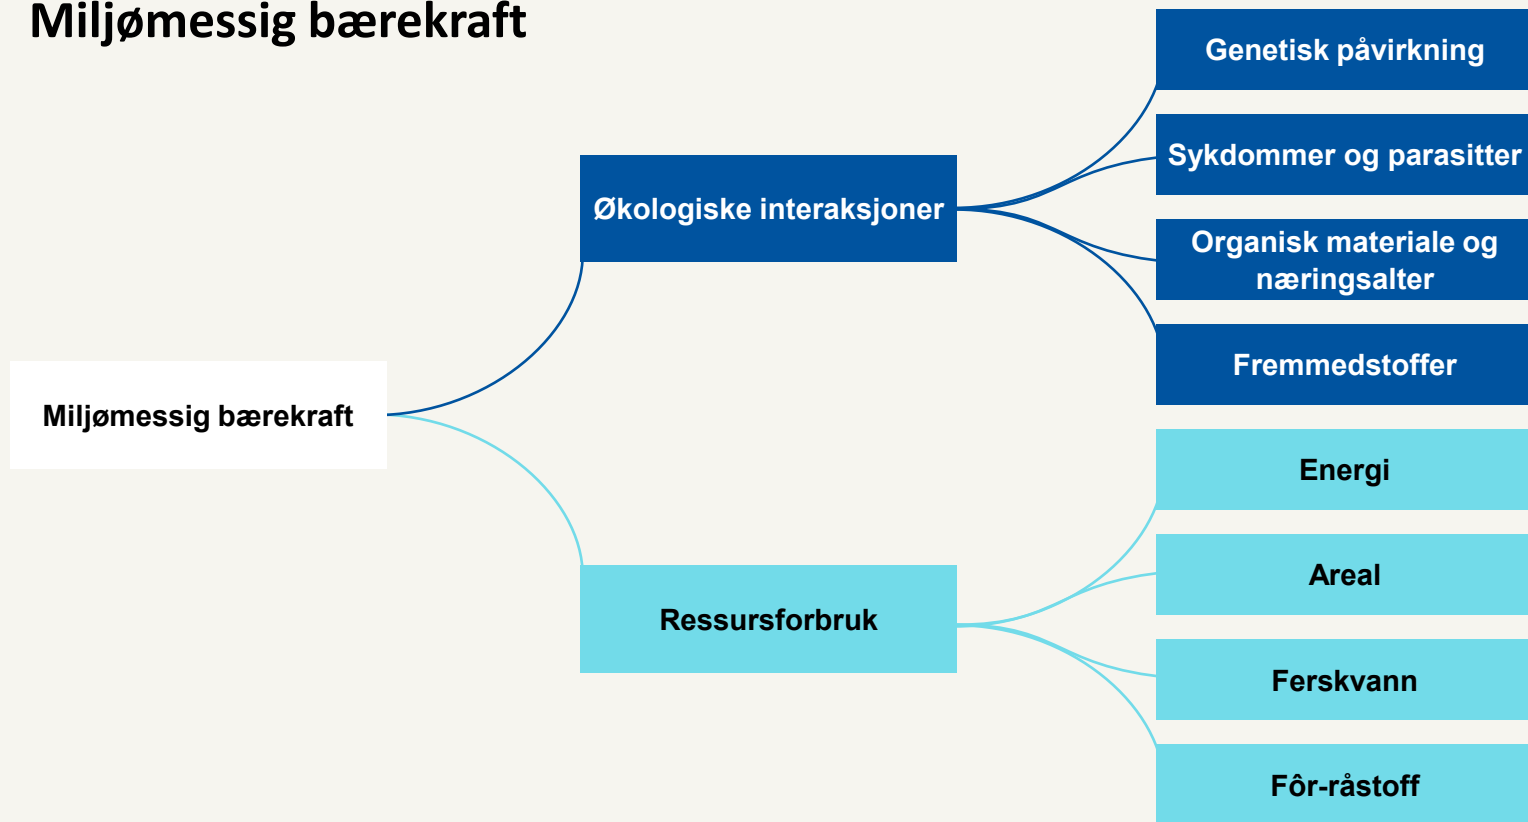 Miljømessig bærekraft
Genetisk påvirkning
Sykdommer og parasitter
Økologiske interaksjoner
Organisk materiale og
næringsalter
Fremmedstoffer
Miljømessig bærekraft
Energi
Areal
Ressursforbruk
Ferskvann
Fôr-råstoff